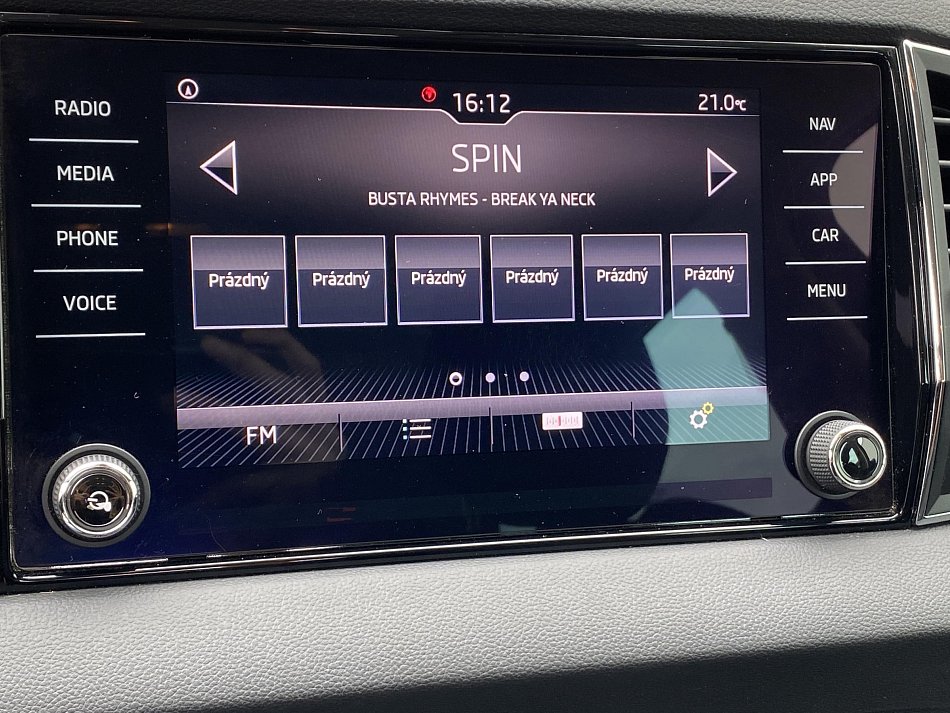 16:12
21.0°C
RADIO
MEDIA
PHONE
VOICE
SPIN
BUSTA RHYMES - BREAK YA NECK
Prázdný Prázdný Prázdný Prázdný Prázdný Prázdný
FM
NAV
APP
CAR
MENU